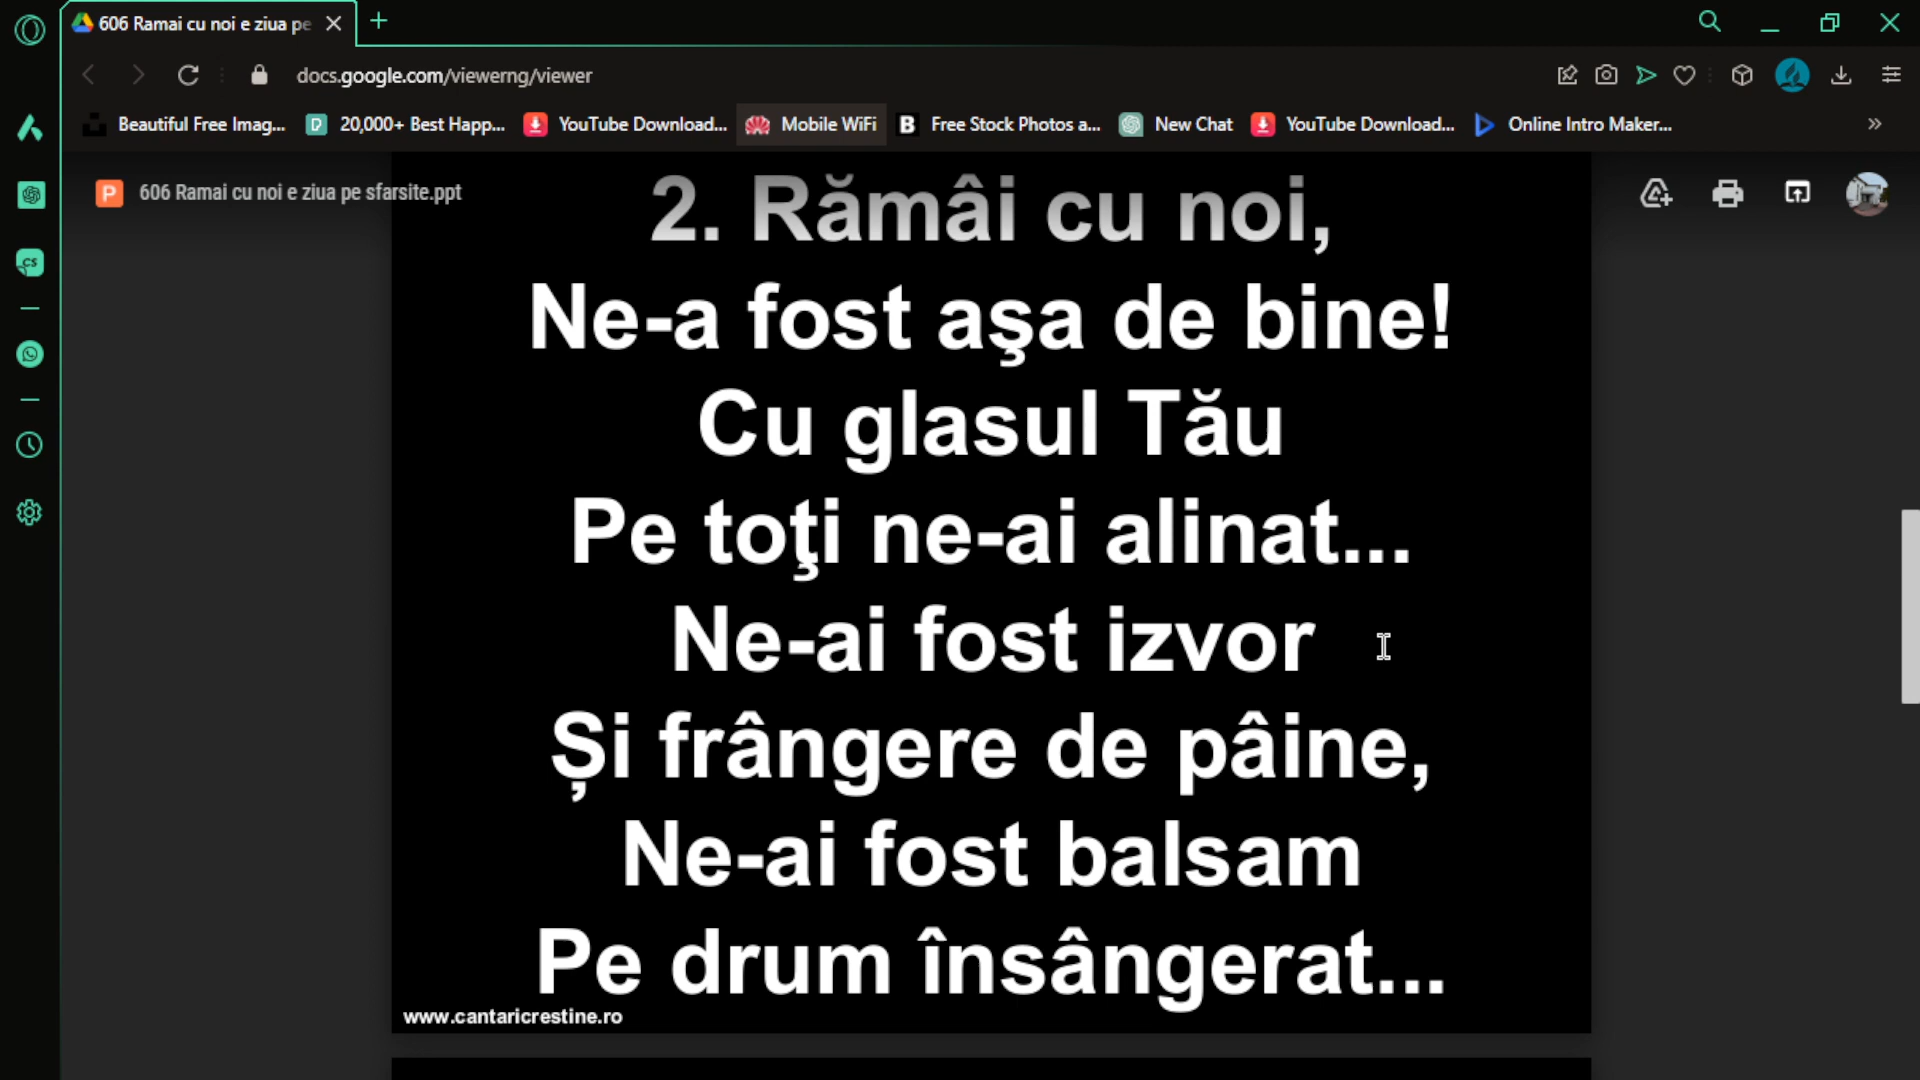 606 Ramai cu noi e ziua pe
docs.google.com/viewerng/viewer
Beautiful Free Imag... 20,000+ Best Happ... YouTube Download... Mobile WiFi Free Stock Photos a... New Chat YouTube Download... Online Intro Maker...
606 Ramai cu noi e ziua pe sfarsite.ppt
2. Rămâi cu noi,
Ne-a fost aşa de bine!
Cu glasul Tău
Pe toţi ne-ai alinat...
Ne-ai fost izvor
Și frângere de pâine,
Ne-ai fost balsam
Pe drum însângerat...
www.cantaricrestine.ro